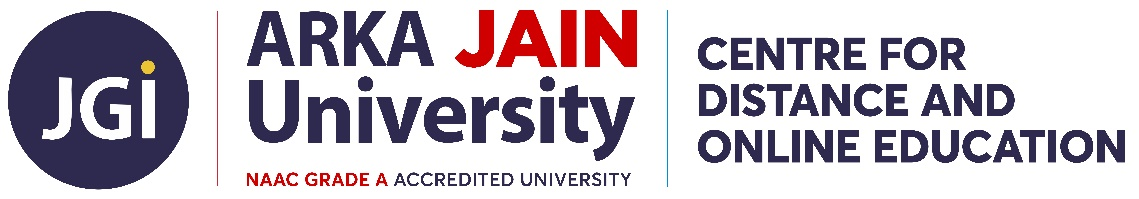 JGi
ARKA JAIN
University
NAAC GRADE A ACCREDITED UNIVERSITY
CENTRE FOR
DISTANCE AND
ONLINE EDUCATION